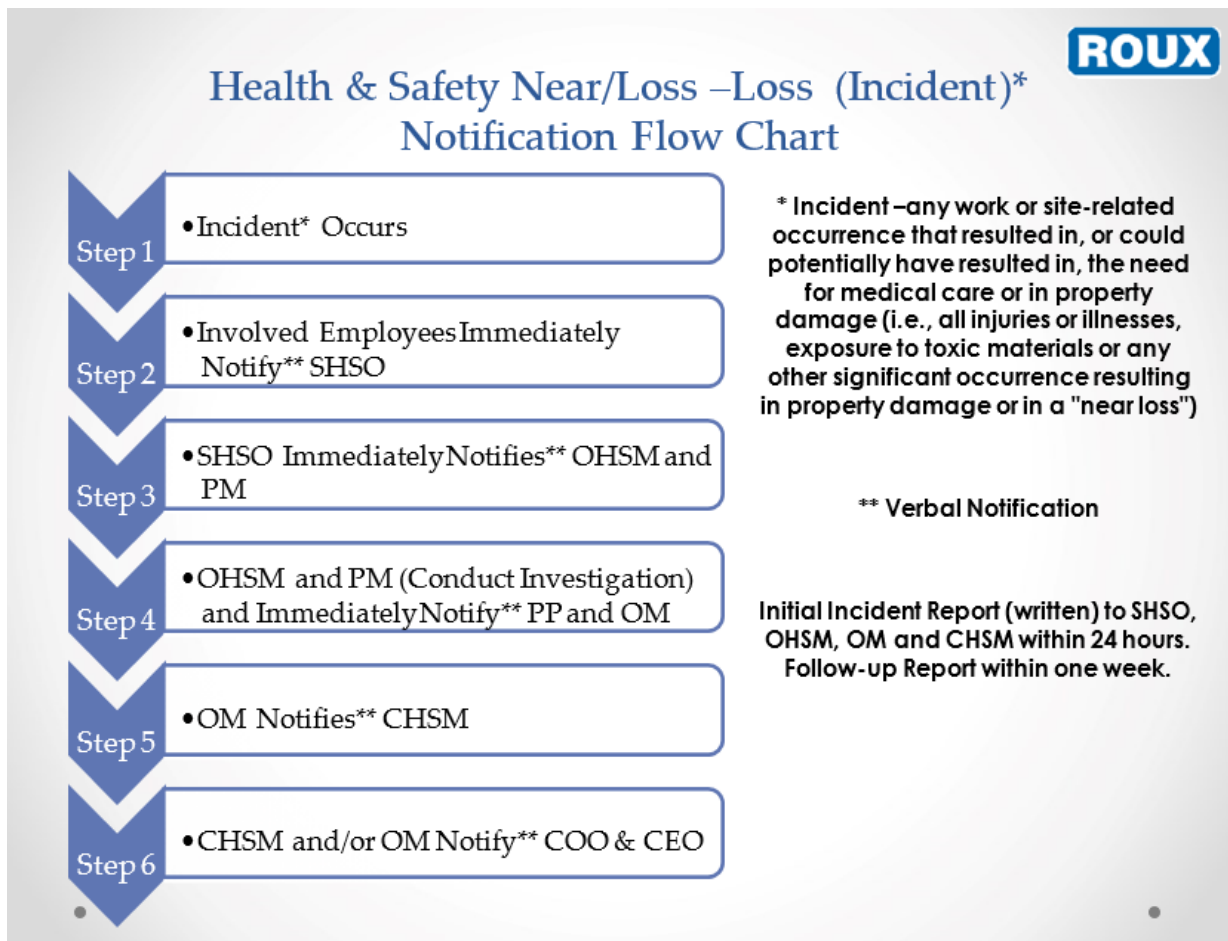 ROUX
Health & Safety Near/Loss –Loss (Incident)*
Notification Flow Chart
Step 1
•Incident* Occurs
Step 2
•Involved Employees Immediately
Notify** SHSO
Step 3
•SHSO Immediately Notifies** OHSM and
PM
Step 4
•OHSM and PM (Conduct Investigation)
and Immediately Notify** PP and OM
Step 5
•OM Notifies** CHSM
Step 6
•CHSM and/or OM Notify** COO & CEO
* Incident –any work or site-related
occurrence that resulted in, or could
potentially have resulted in, the need
for medical care or in property
damage (i.e., all injuries or illnesses,
exposure to toxic materials or any
other significant occurrence resulting
in property damage or in a "near loss")
** Verbal Notification
Initial Incident Report (written) to SHSO,
OHSM, OM and CHSM within 24 hours.
Follow-up Report within one week.